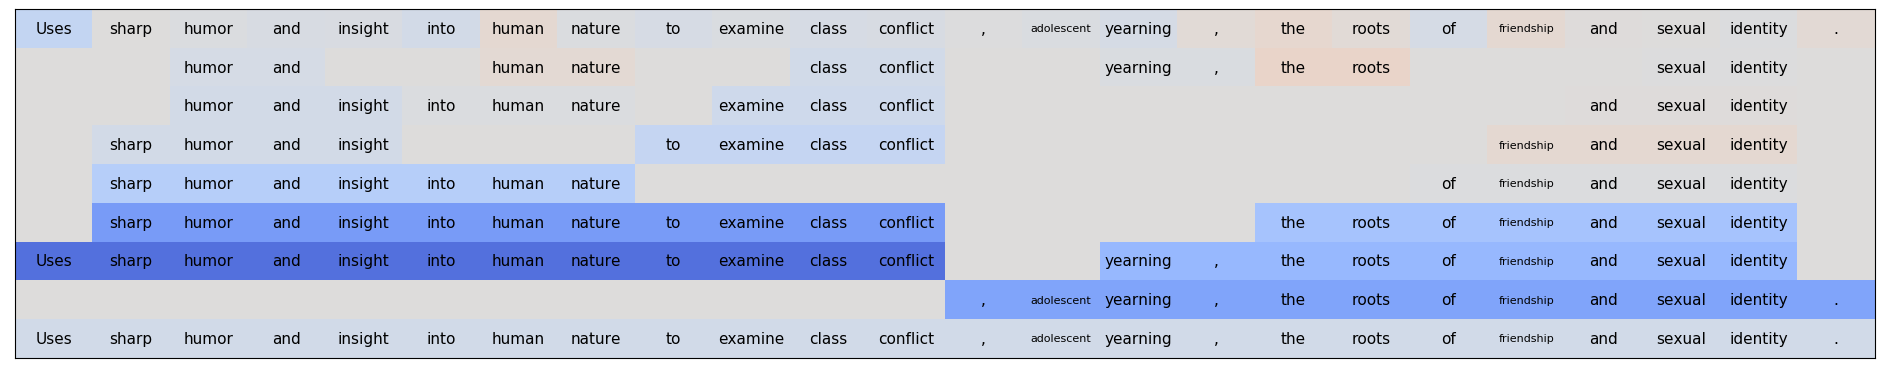 Uses sharp humor and insight into human nature to examine class conflict , adolescent yearning , the roots of friendship and sexual identity .
humor and human nature class conflict yearning , the roots sexual identity
humor and insight into human nature examine class conflict and sexual identity
sharp humor and insight to examine class conflict friendship and sexual identity
sharp humor and insight into human nature of friendship and sexual identity
sharp humor and insight into human nature to examine class conflict the roots of friendship and sexual identity
Uses sharp humor and insight into human nature to examine class conflict yearning , the roots of friendship and sexual identity
, adolescent yearning , the roots of friendship and sexual identity .
Uses sharp humor and insight into human nature to examine class conflict , adolescent yearning , the roots of friendship and sexual identity .